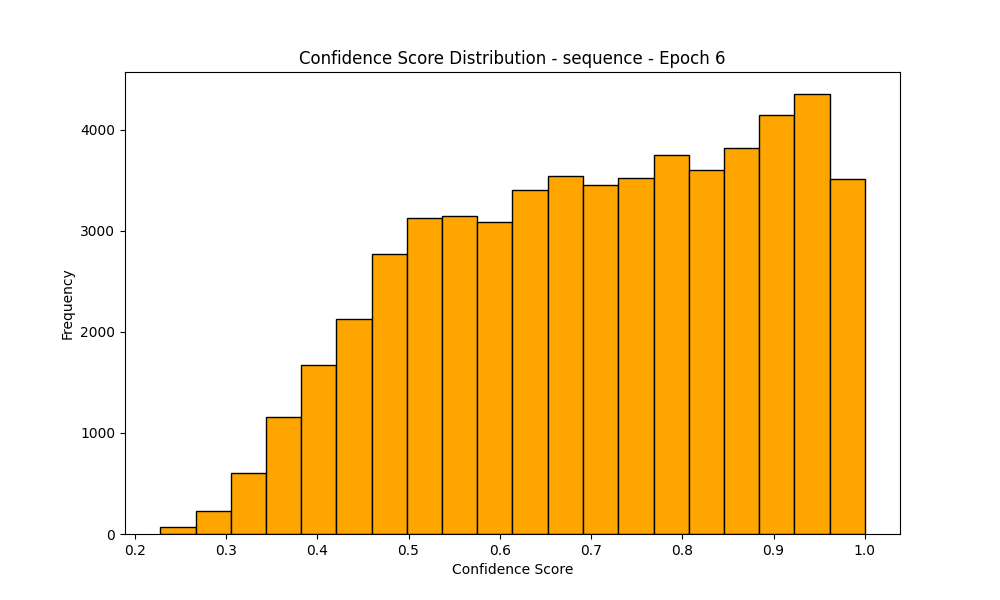 Confidence Score Distribution - sequence - Epoch 6
4000
3000
2000
1000
0
Frequency
0.2 0.3 0.4 0.5 0.6 0.7 0.8 0.9 1.0
Confidence Score